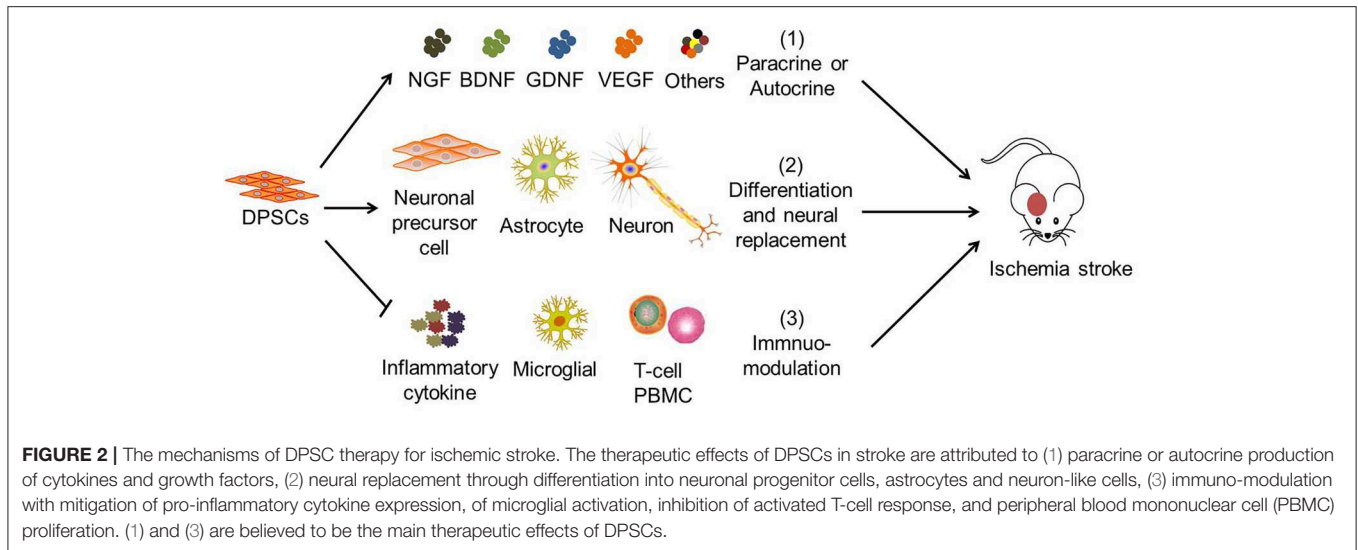 (1)
Paracrine or
Autocrine
NGF BDNF GDNF VEGF Others
DPSCs
Neuronal
precursor
cell
Astrocyte
Neuron
(2)
Differentiation
and neural
replacement
Ischemia stroke
Inflammatory
cytokine
Microglial
T-cell
PBMC
(3)
Immnuo-
modulation
FIGURE 2 | The mechanisms of DPSC therapy for ischemic stroke. The therapeutic effects of DPSCs in stroke are attributed to (1) paracrine or autocrine production
of cytokines and growth factors, (2) neural replacement through differentiation into neuronal progenitor cells, astrocytes and neuron-like cells, (3) immuno-modulation
with mitigation of pro-inflammatory cytokine expression, of microglial activation, inhibition of activated T-cell response, and peripheral blood mononuclear cell (PBMC)
proliferation. (1) and (3) are believed to be the main therapeutic effects of DPSCs.